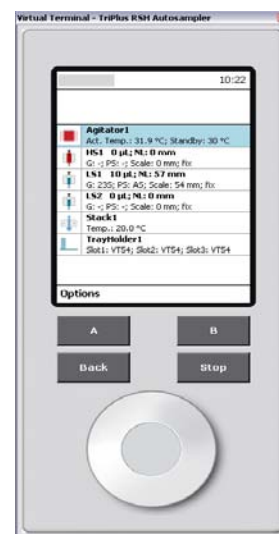 Virtual Terminal - TriPlus RSH Autosampler
10:22
Agitator1
Act. Temp.: 31.9 °C; Standby: 30 °C
HS1 0 µL; NL: 0 mm
G: -; PS: -; Scale: 0 mm; fix
LS1 10 µL; NL: 57 mm
G: 23S; PS: AS; Scale: 54 mm; fix
LS2 0 µL; NL: 0 mm
G: -; PS: -; Scale: 0 mm; fix
Stack1
Temp.: 20.0 °C
TrayHolder1
Slot1: VT54; Slot2: VT54; Slot3: VT54
Options
A B
Back Stop